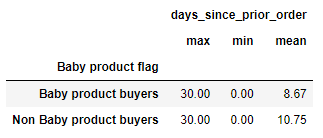 days_since_prior_order
max min mean
Baby product flag
Baby product buyers 30.00 0.00 8.67
Non Baby product buyers 30.00 0.00 10.75